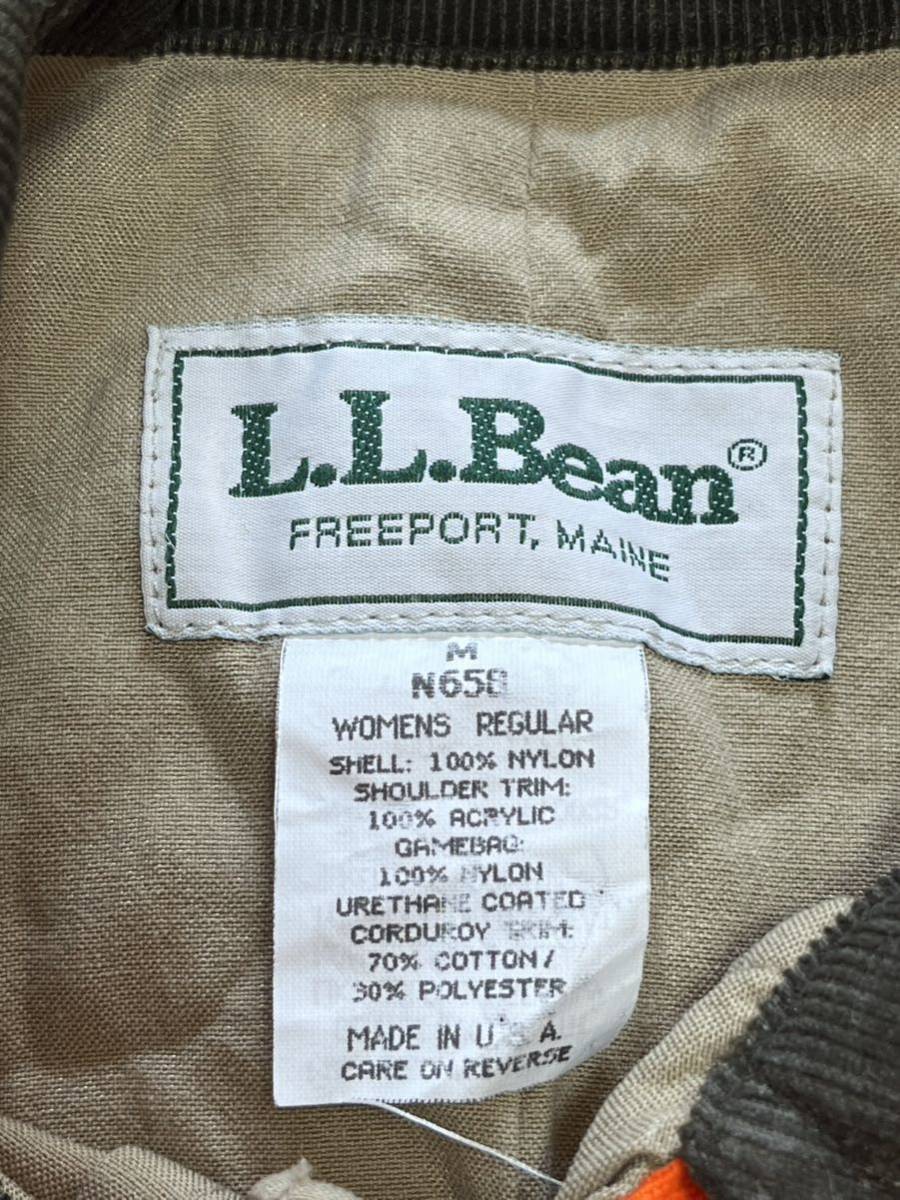 L.L.Bean®
FREEPORT, MAINE
M
N658
WOMENS REGULAR
SHELL: 100% NYLON
SHOULDER TRIM:
100% ACRYLIC
GAMEBAG:
100% NYLON
URETHANE COATED
CORDUROY TRIM:
70% COTTON/
30% POLYESTER
MADE IN U.S.A.
CARE ON REVERSE